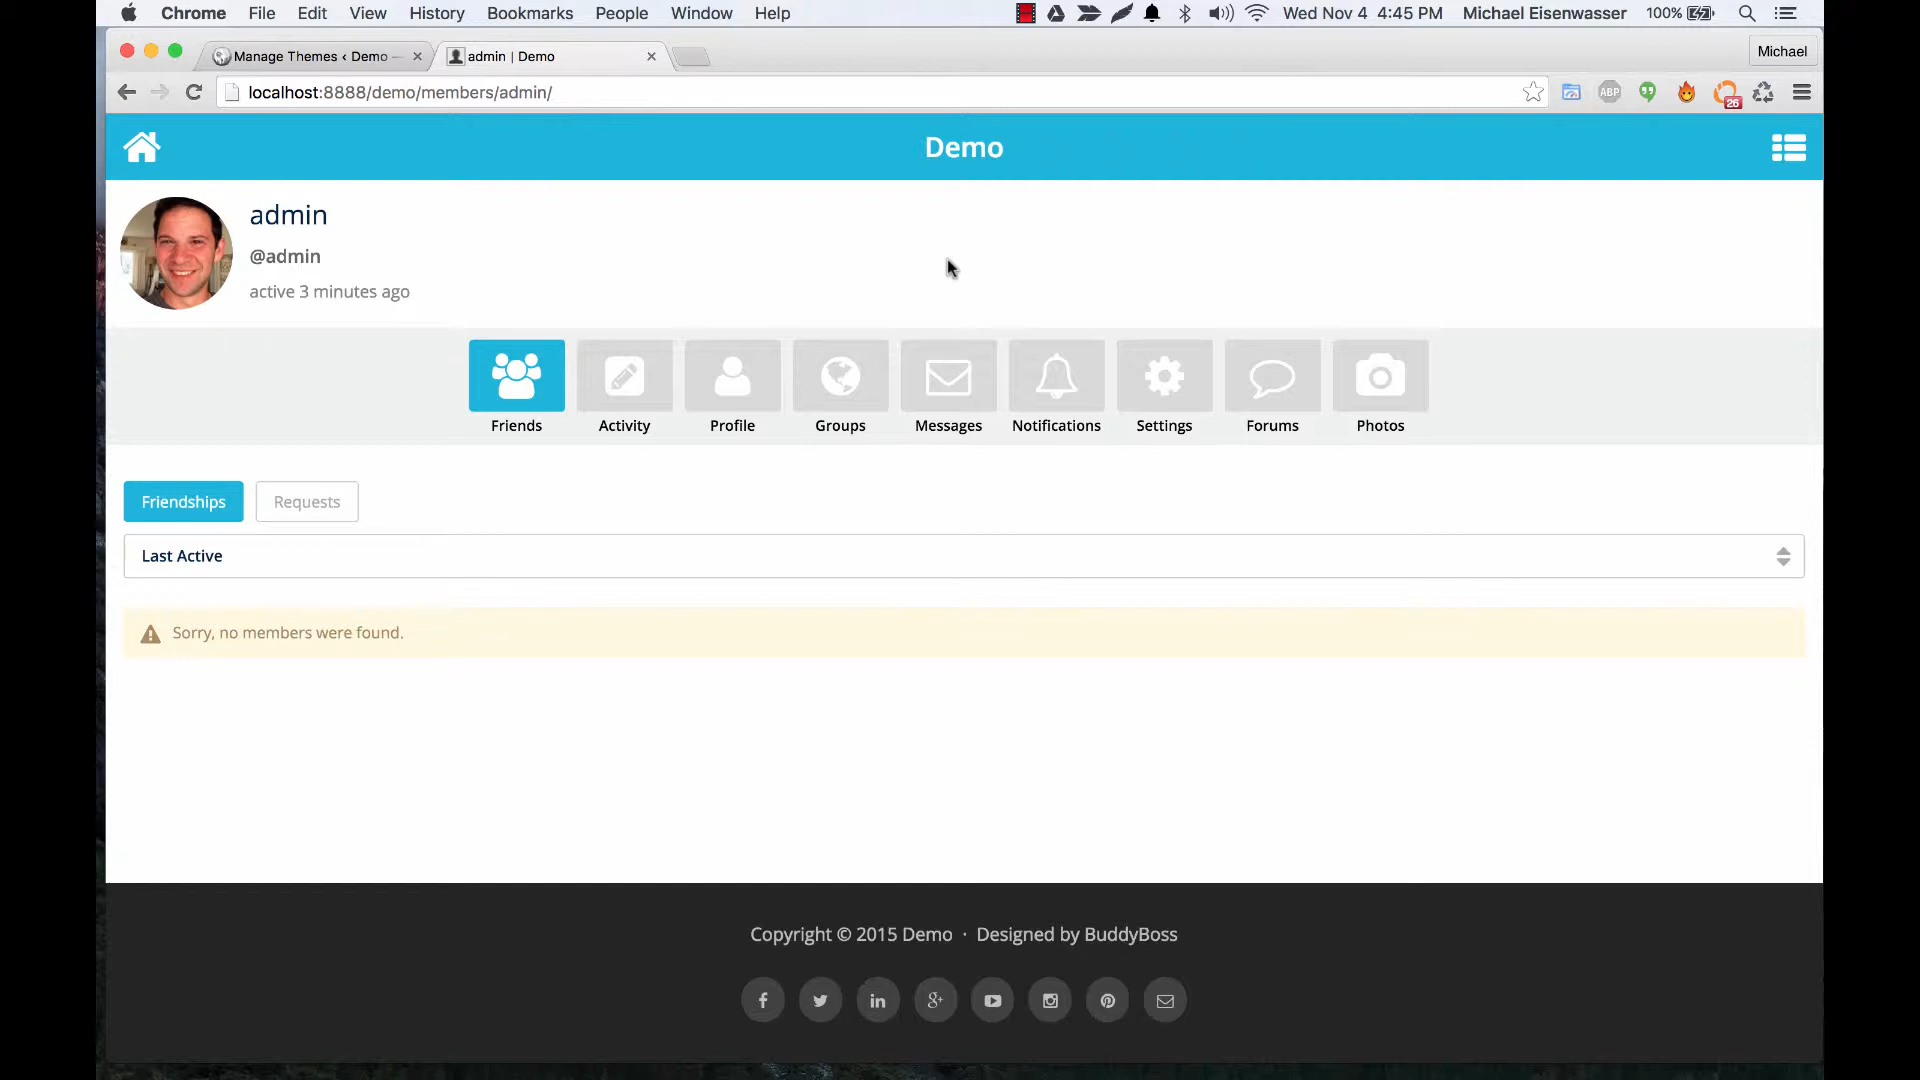 Chrome File Edit View History Bookmarks People Window Help Wed Nov 4 4:45 PM Michael Eisenwasser 100%
Manage Themes ‹ Demo — admin | Demo Michael
localhost:8888/demo/members/admin/ ABP 26
Demo
admin
@admin
active 3 minutes ago
Friends Activity Profile Groups Messages Notifications Settings Forums Photos
Friendships Requests
Last Active
Sorry, no members were found.
Copyright © 2015 Demo · Designed by BuddyBoss